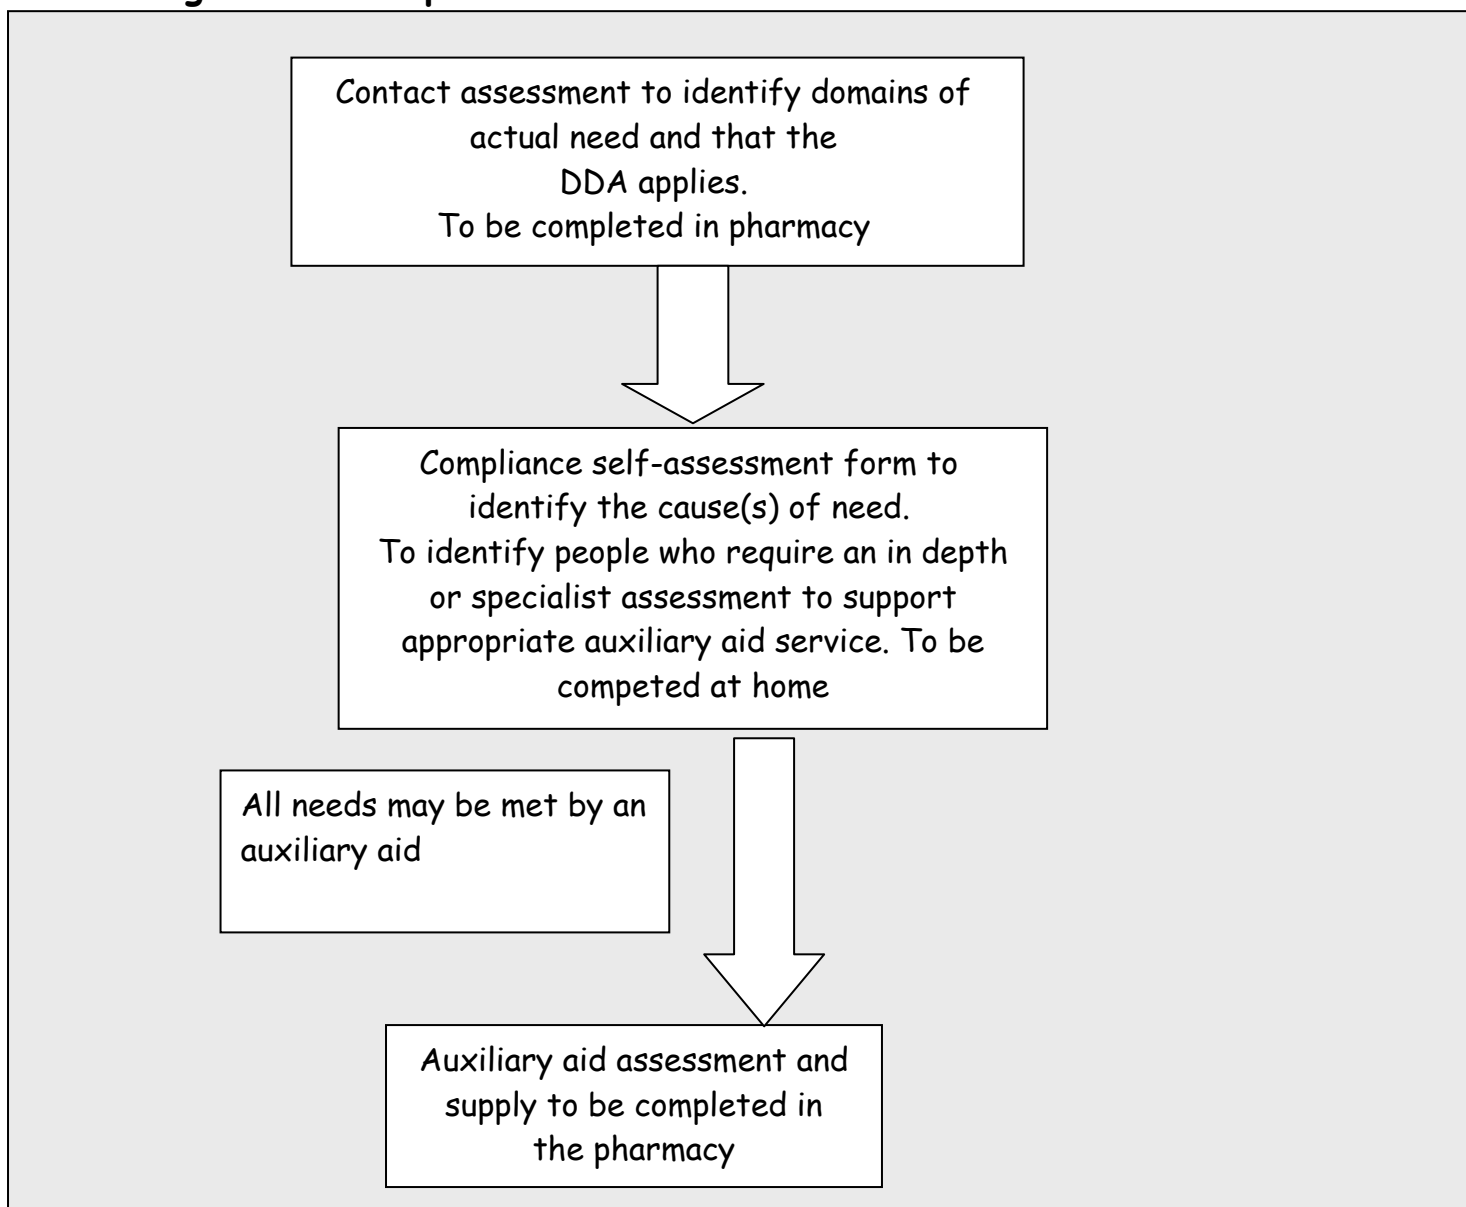 Contact assessment to identify domains of
actual need and that the
DDA applies.
To be completed in pharmacy
Compliance self-assessment form to
identify the cause(s) of need.
To identify people who require an in depth
or specialist assessment to support
appropriate auxiliary aid service. To be
competed at home
All needs may be met by an
auxiliary aid
Auxiliary aid assessment and
supply to be completed in
the pharmacy